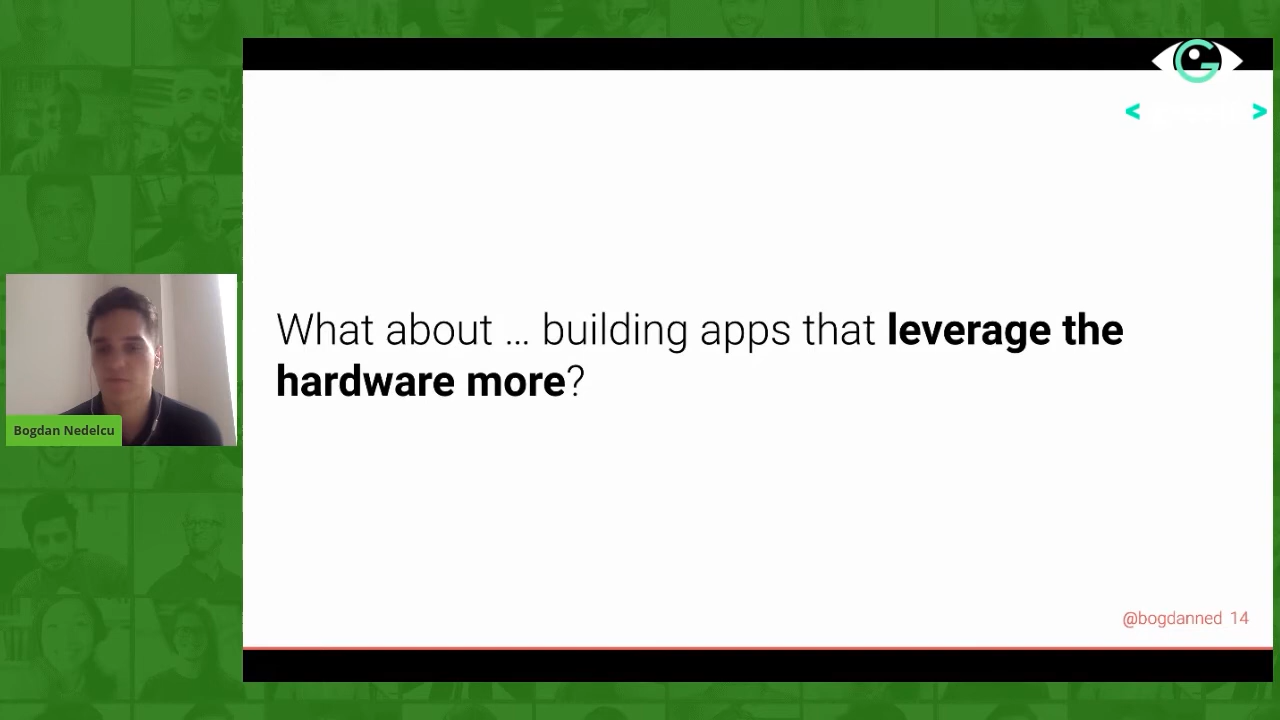 < >
What about … building apps that leverage the
hardware more?
Bogdan Nedelcu
@bogdanned 14